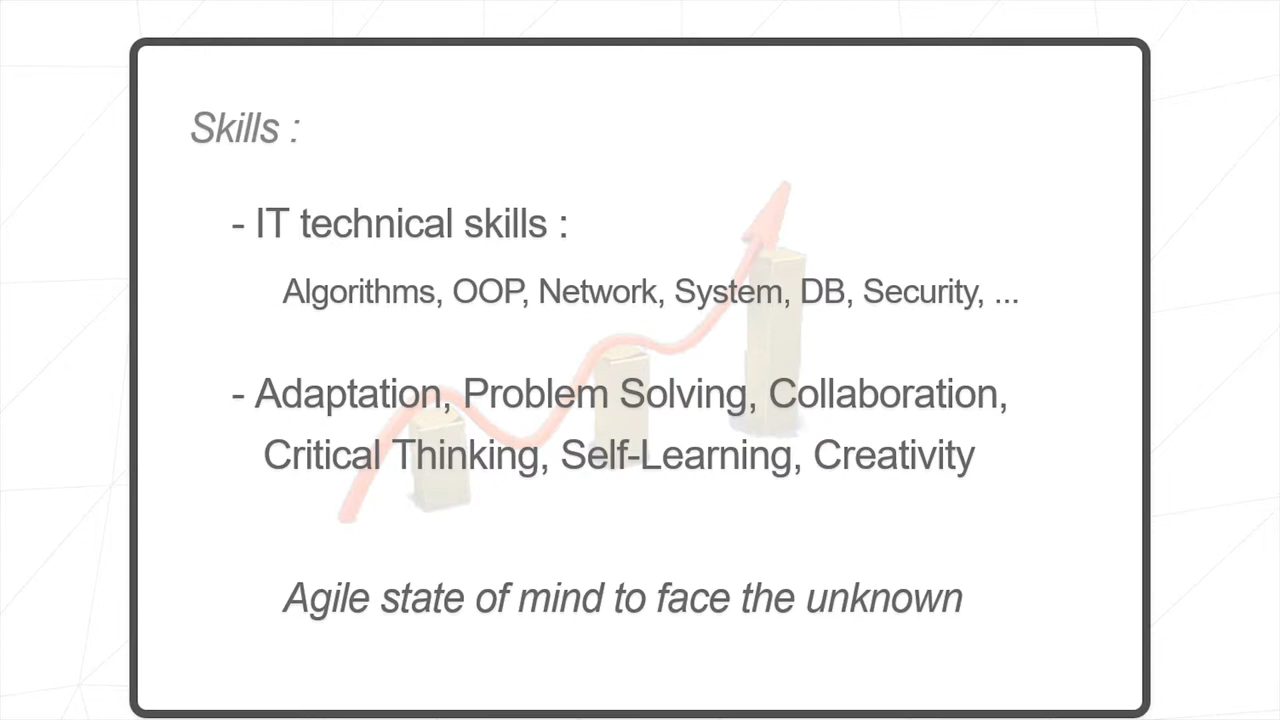 Skills :
- IT technical skills :
Algorithms, OOP, Network, System, DB, Security, ...
- Adaptation, Problem Solving, Collaboration,
Critical Thinking, Self-Learning, Creativity
Agile state of mind to face the unknown